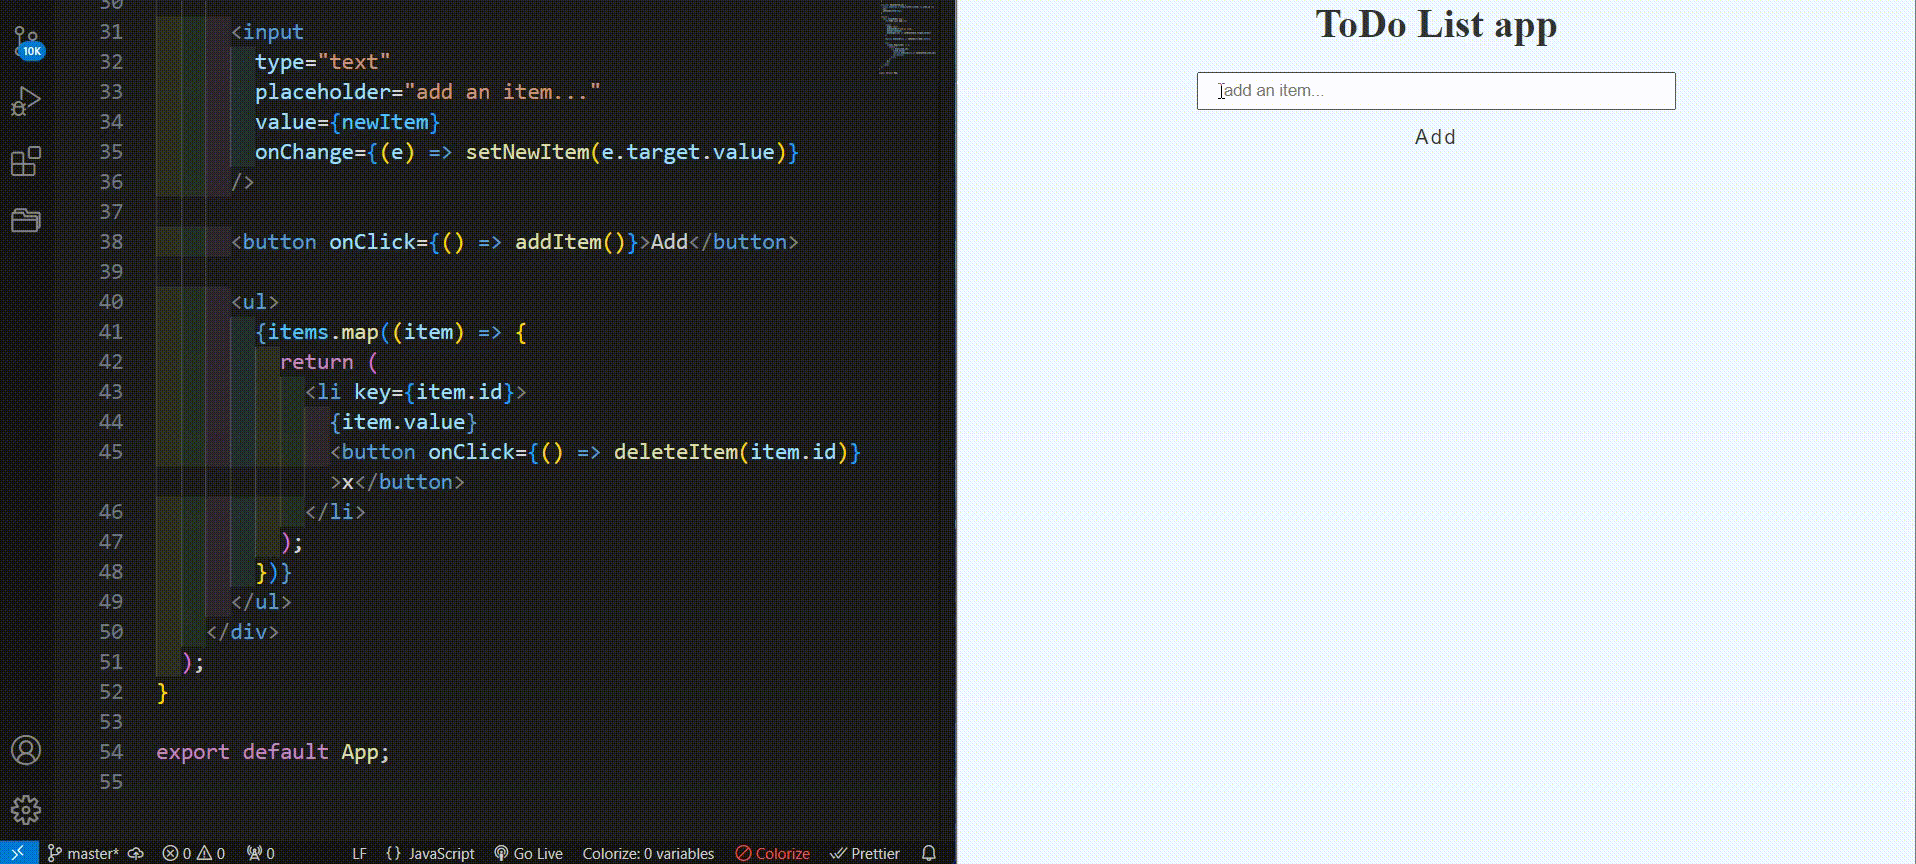 10K
30
31 <input
32 type="text"
33 placeholder="add an item..."
34 value={newItem}
35 onChange={(e) => setNewItem(e.target.value)}
36 />
37
38 <button onClick={() => addItem()}>Add</button>
39
40 <ul>
41 {items.map((item) => {
42 return (
43 <li key={item.id}>
44 {item.value}
45 <button onClick={() => deleteItem(item.id)}
>x</button>
46 </li>
47 );
48 })}
49 </ul>
50 </div>
51 );
52 }
53
54 export default App;
55
master* 0 0 0 LF {} JavaScript Go Live Colorize: 0 variables Colorize Prettier
ToDo List app
add an item...
Add